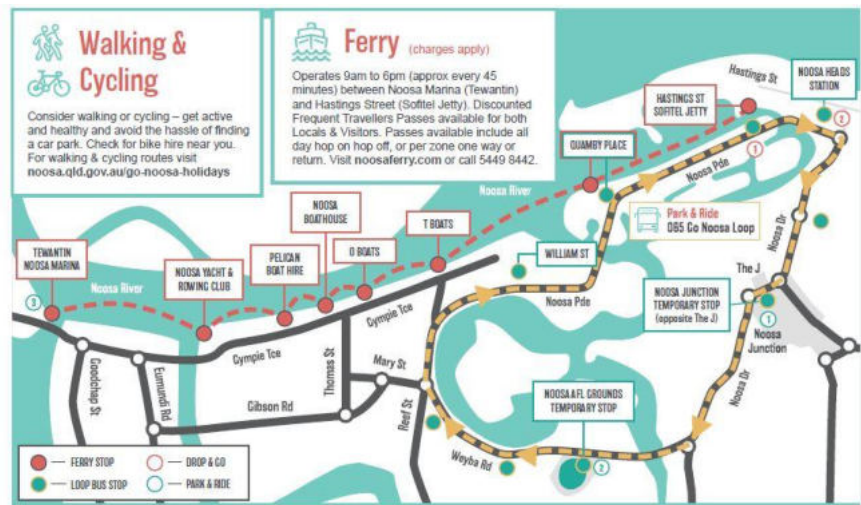 Walking &
Cycling
Consider walking or cycling – get active
and healthy and avoid the hassle of finding
a car park. Check for bike hire near you.
For walking & cycling routes visit
noosa.qld.gov.au/go-noosa-holidays
Ferry (charges apply)
Operates 9am to 6pm (approx every 45
minutes) between Noosa Marina (Tewantin)
and Hastings Street (Sofitel Jetty). Discounted
Frequent Travellers Passes available for both
Locals & Visitors. Passes available include all
day hop on hop off, or per zone one way or
return. Visit noosaferry.com or call 5449 8442.
Hastings St
NOOSA HEADS
STATION
HASTINGS ST
SOFITEL JETTY
2
1
QUAMBY PLACE
Noosa Pde
Noosa River
Park & Ride
065 Go Noosa Loop
Noosa Dr
NOOSA
BOATHOUSE
T BOATS
PELICAN
BOAT HIRE
O BOATS
TEWANTIN
NOOSA MARINA
NOOSA YACHT &
ROWING CLUB
Noosa River
3
WILLIAM ST
Noosa Pde
The J
NOOSA JUNCTION
TEMPORARY STOP
(opposite The J)
1
Noosa
Junction
Gympie Tce
Gympie Tce
Goodchap St
Eumundi Rd
Thomas St
Mary St
Gibson Rd
Reef St
Noosa Dr
NOOSA AFL GROUNDS
TEMPORARY STOP
2
Weyba Rd
FERRY STOP
DROP & GO
LOOP BUS STOP
PARK & RIDE